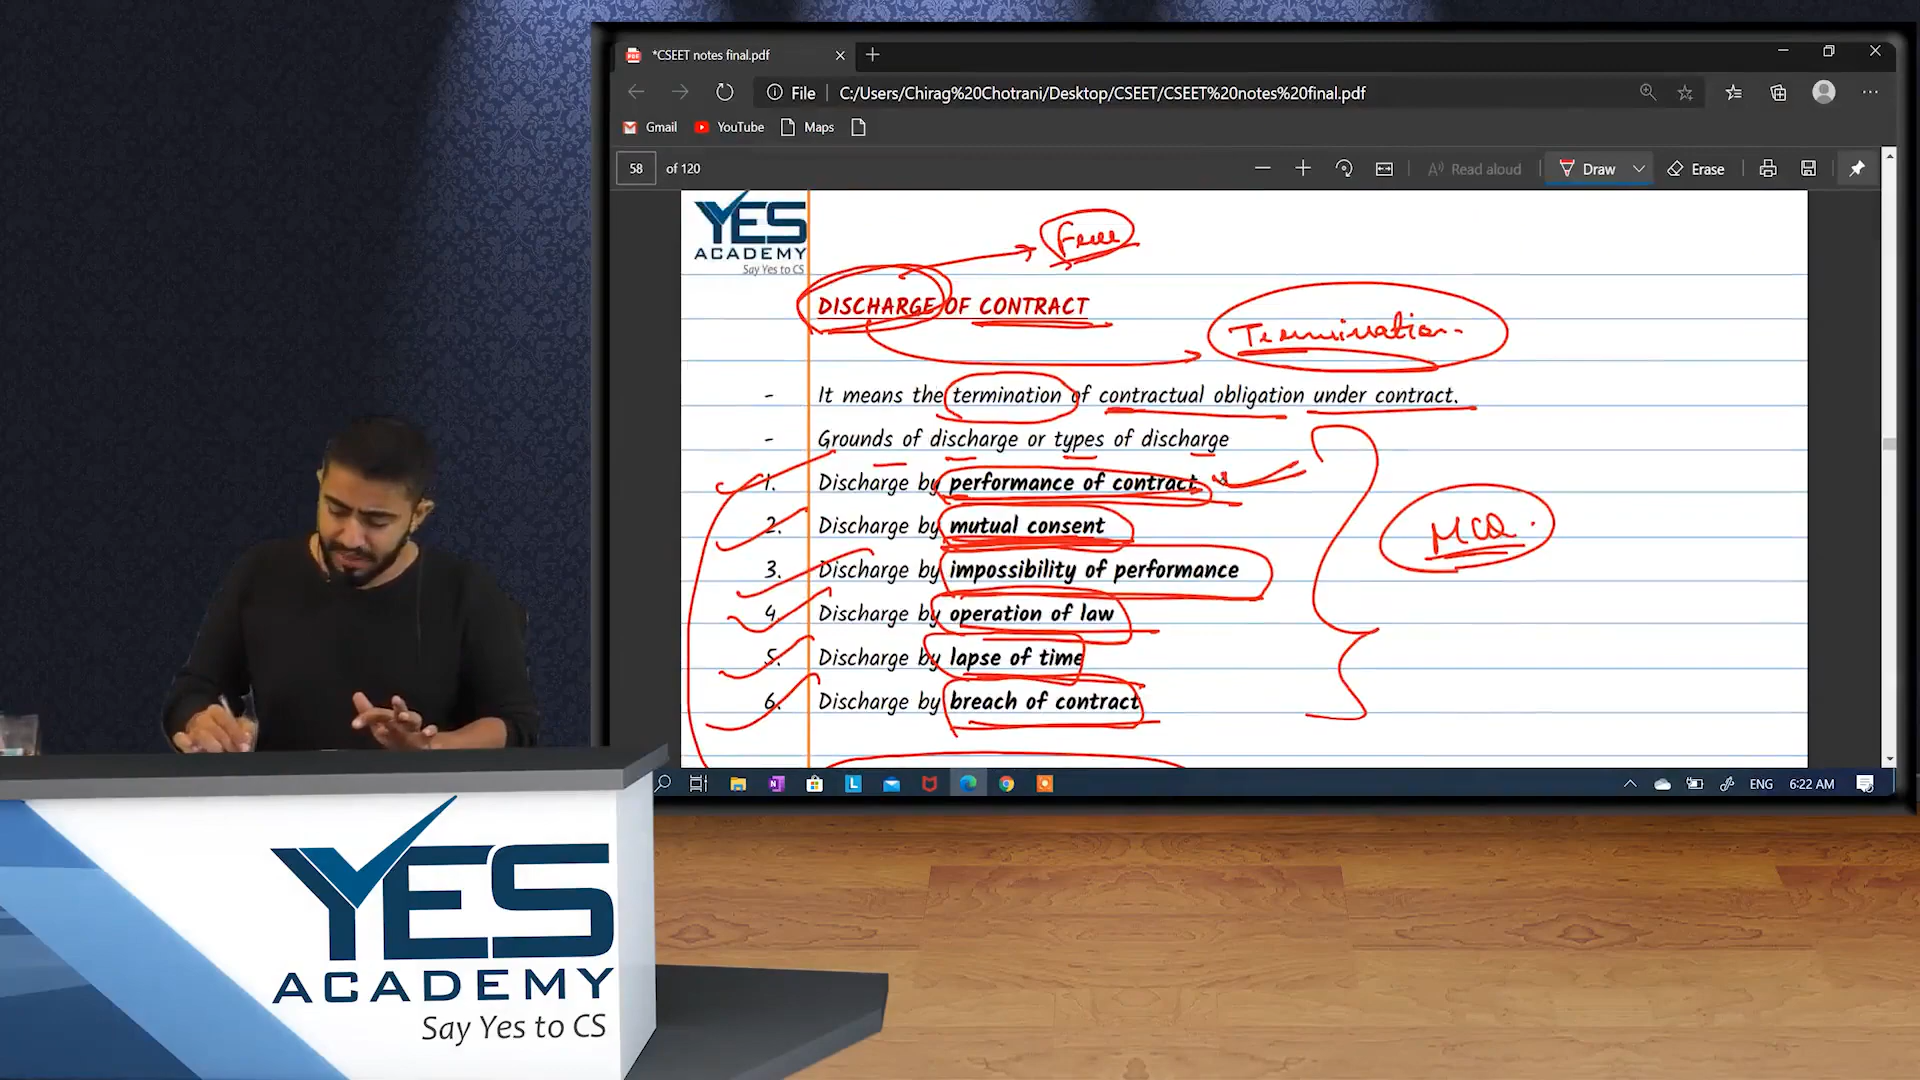 *CSEET notes final.pdf
File
C:/Users/Chirag%20Chotrani/Desktop/CSEET/CSEET%20notes%20final.pdf
Gmail
YouTube
Maps
58
of 120
Read aloud
Draw
Erase
YES
ACADEMY
Say Yes to CS
Free
DISCHARGE OF CONTRACT
Termination
- It means the termination of contractual obligation under contract.
- Grounds of discharge or types of discharge
1. Discharge by performance of contract
2. Discharge by mutual consent
MCQ
3. Discharge by impossibility of performance
4. Discharge by operation of law
5. Discharge by lapse of time
6. Discharge by breach of contract
ENG
6:22 AM
YES
ACADEMY
Say Yes to CS